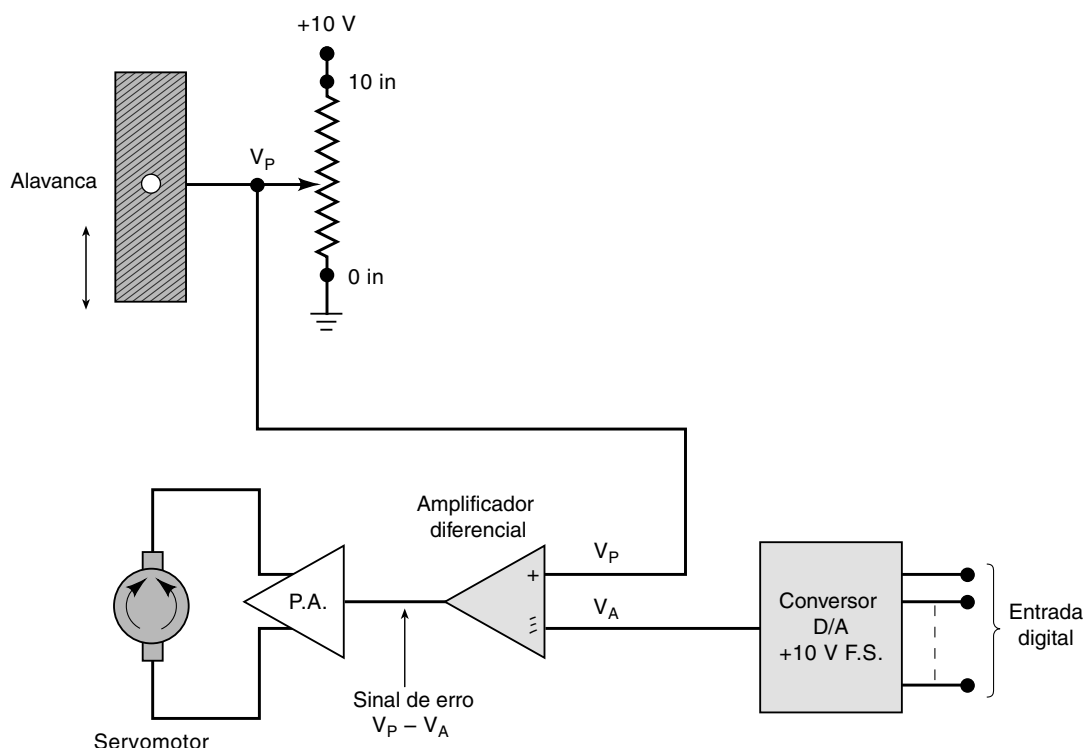 +10 V
10 in
V_P
Alavanca
0 in
Amplificador
diferencial
V_P
+
P.A.
V_A
Conversor
D/A
+10 V F.S.
Entrada
digital
Sinal de erro
V_P – V_A
Servomotor